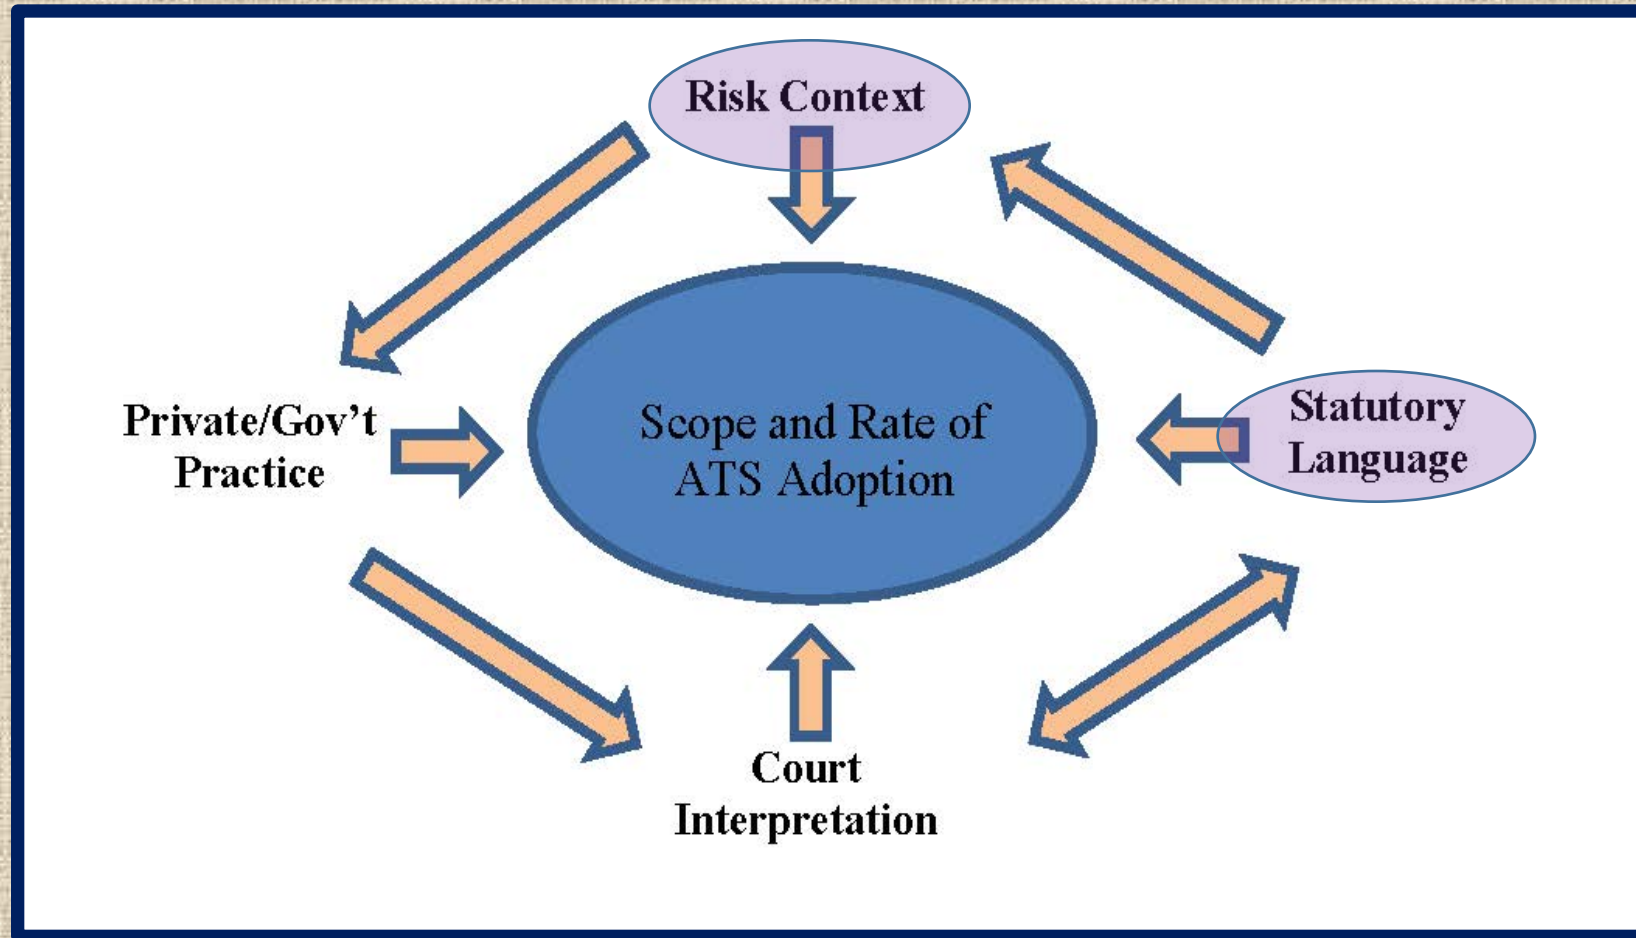 Risk Context
Private/Gov’t
Practice
Scope and Rate of
ATS Adoption
Statutory
Language
Court
Interpretation